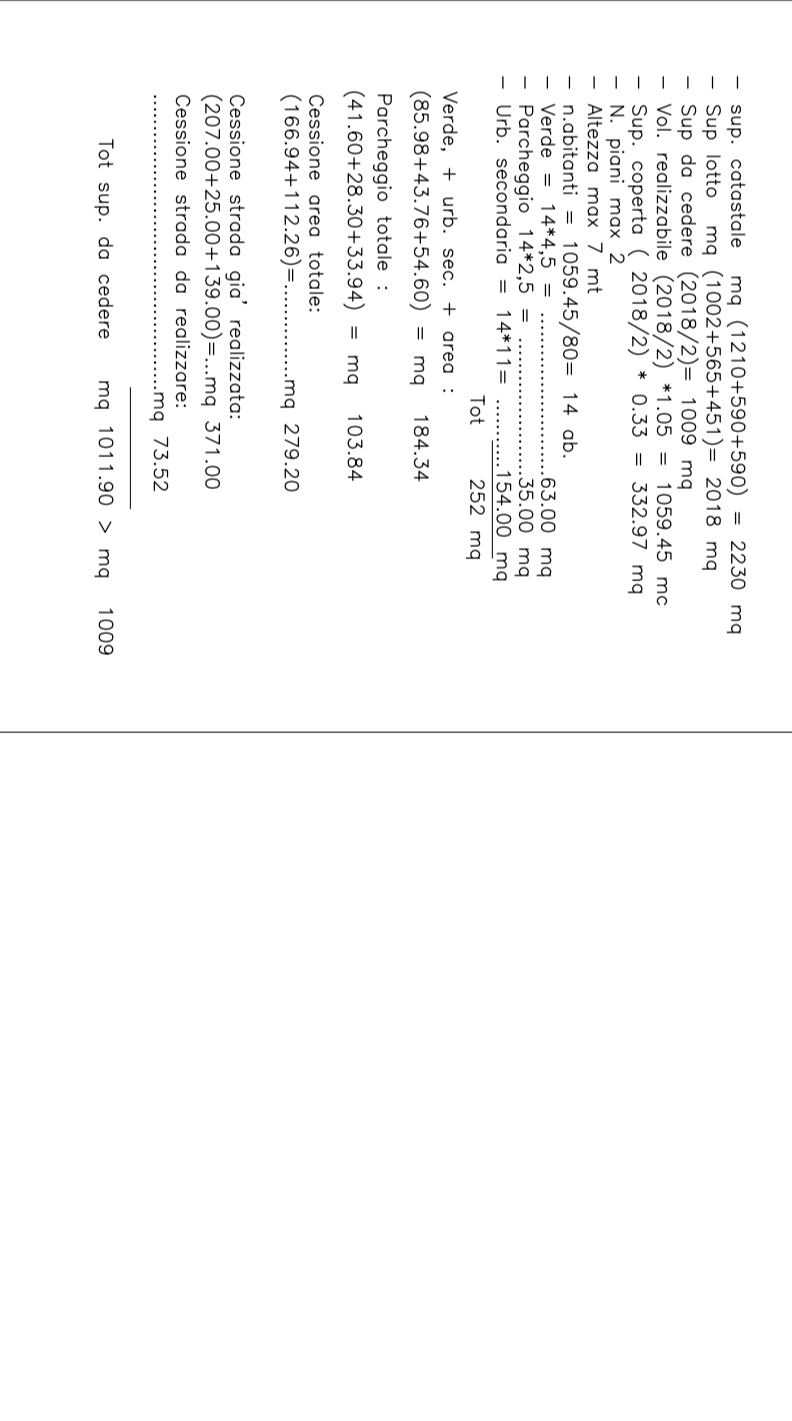 - sup. catastale mq (1210+590+590) = 2230 mq
- Sup lotto mq (1002+565+451)= 2018 mq
- Sup da cedere (2018/2)= 1009 mq
- Vol. realizzabile (2018/2) *1.05 = 1059.45 mc
- Sup. coperta ( 2018/2) * 0.33 = 332.97 mq
- N. piani max 2
- Altezza max 7 mt
- n.abitanti = 1059.45/80= 14 ab.
- Verde = 14*4,5 = ..........................63.00 mq
- Parcheggio 14*2,5 = ......................35.00 mq
- Urb. secondaria = 14*11= ...........154.00 mq
Tot 252 mq
Verde, + urb. sec. + area :
(85.98+43.76+54.60) = mq 184.34
Parcheggio totale :
(41.60+28.30+33.94) = mq 103.84
Cessione area totale:
(166.94+112.26)=...............mq 279.20
Cessione strada gia' realizzata:
(207.00+25.00+139.00)=...mq 371.00
Cessione strada da realizzare:
...............................................mq 73.52
Tot sup. da cedere mq 1011.90 > mq 1009